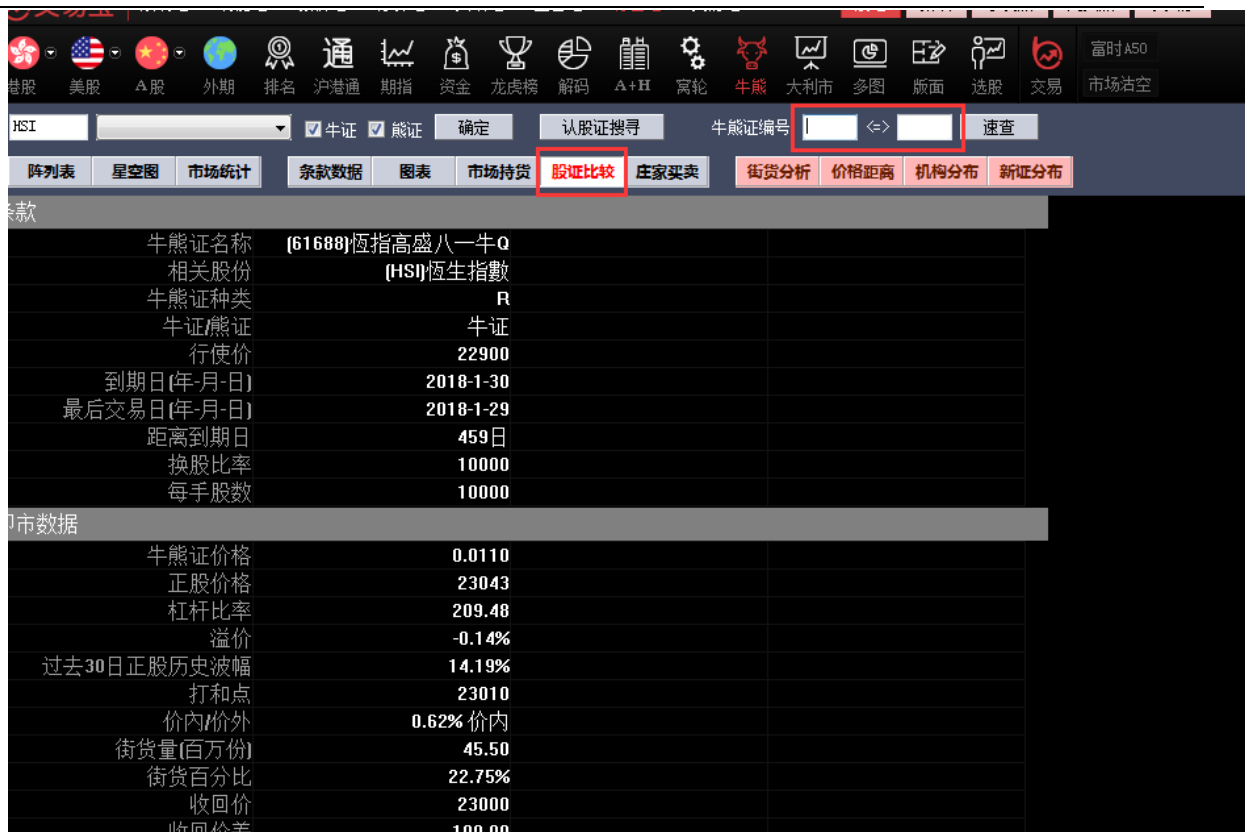 港股 美股 A股 外期 排名 沪港通 期指 资金 龙虎榜 解码 A+H 窝轮 牛熊 大利市 多图 版面 选股 交易
富时A50
市场沽空
HSI 牛证 熊证 确定 认股证搜寻 牛熊证编号 <=> 速查
阵列表 星空图 市场统计 条款数据 图表 市场持货 股证比较 庄家买卖 街货分析 价格距离 机构分布 新证分布
条款
牛熊证名称 (61688)恆指高盛八一牛Q
相关股份 (HSI)恆生指數
牛熊证种类 R
牛证/熊证 牛证
行使价 22900
到期日(年-月-日) 2018-1-30
最后交易日(年-月-日) 2018-1-29
距离到期日 459日
换股比率 10000
每手股数 10000
即市数据
牛熊证价格 0.0110
正股价格 23043
杠杆比率 209.48
溢价 -0.14%
过去30日正股历史波幅 14.19%
打和点 23010
价内/价外 0.62% 价内
街货量(百万份) 45.50
街货百分比 22.75%
收回价 23000
收回价差